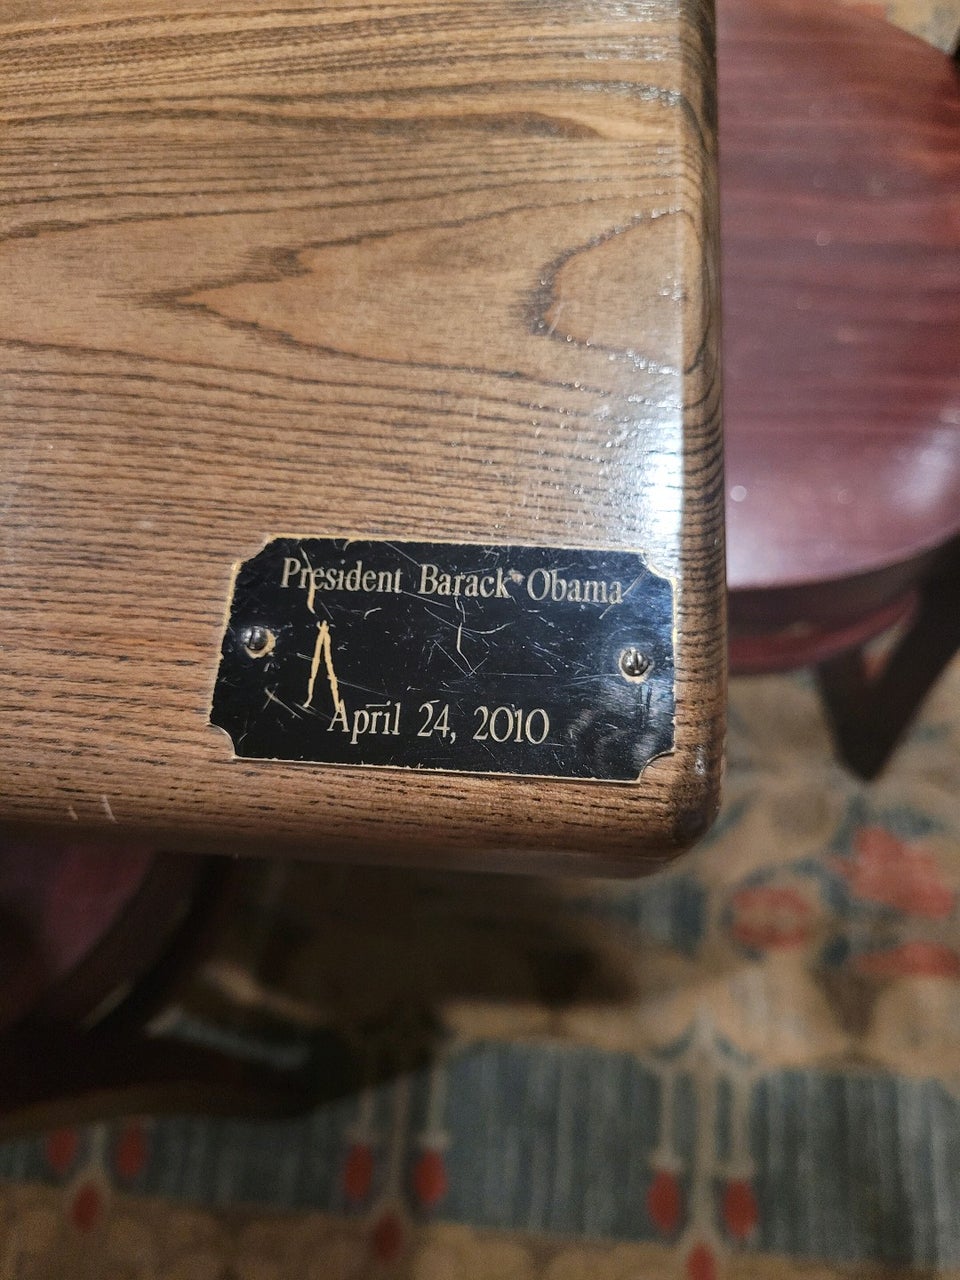 President Barack Obama
April 24, 2010